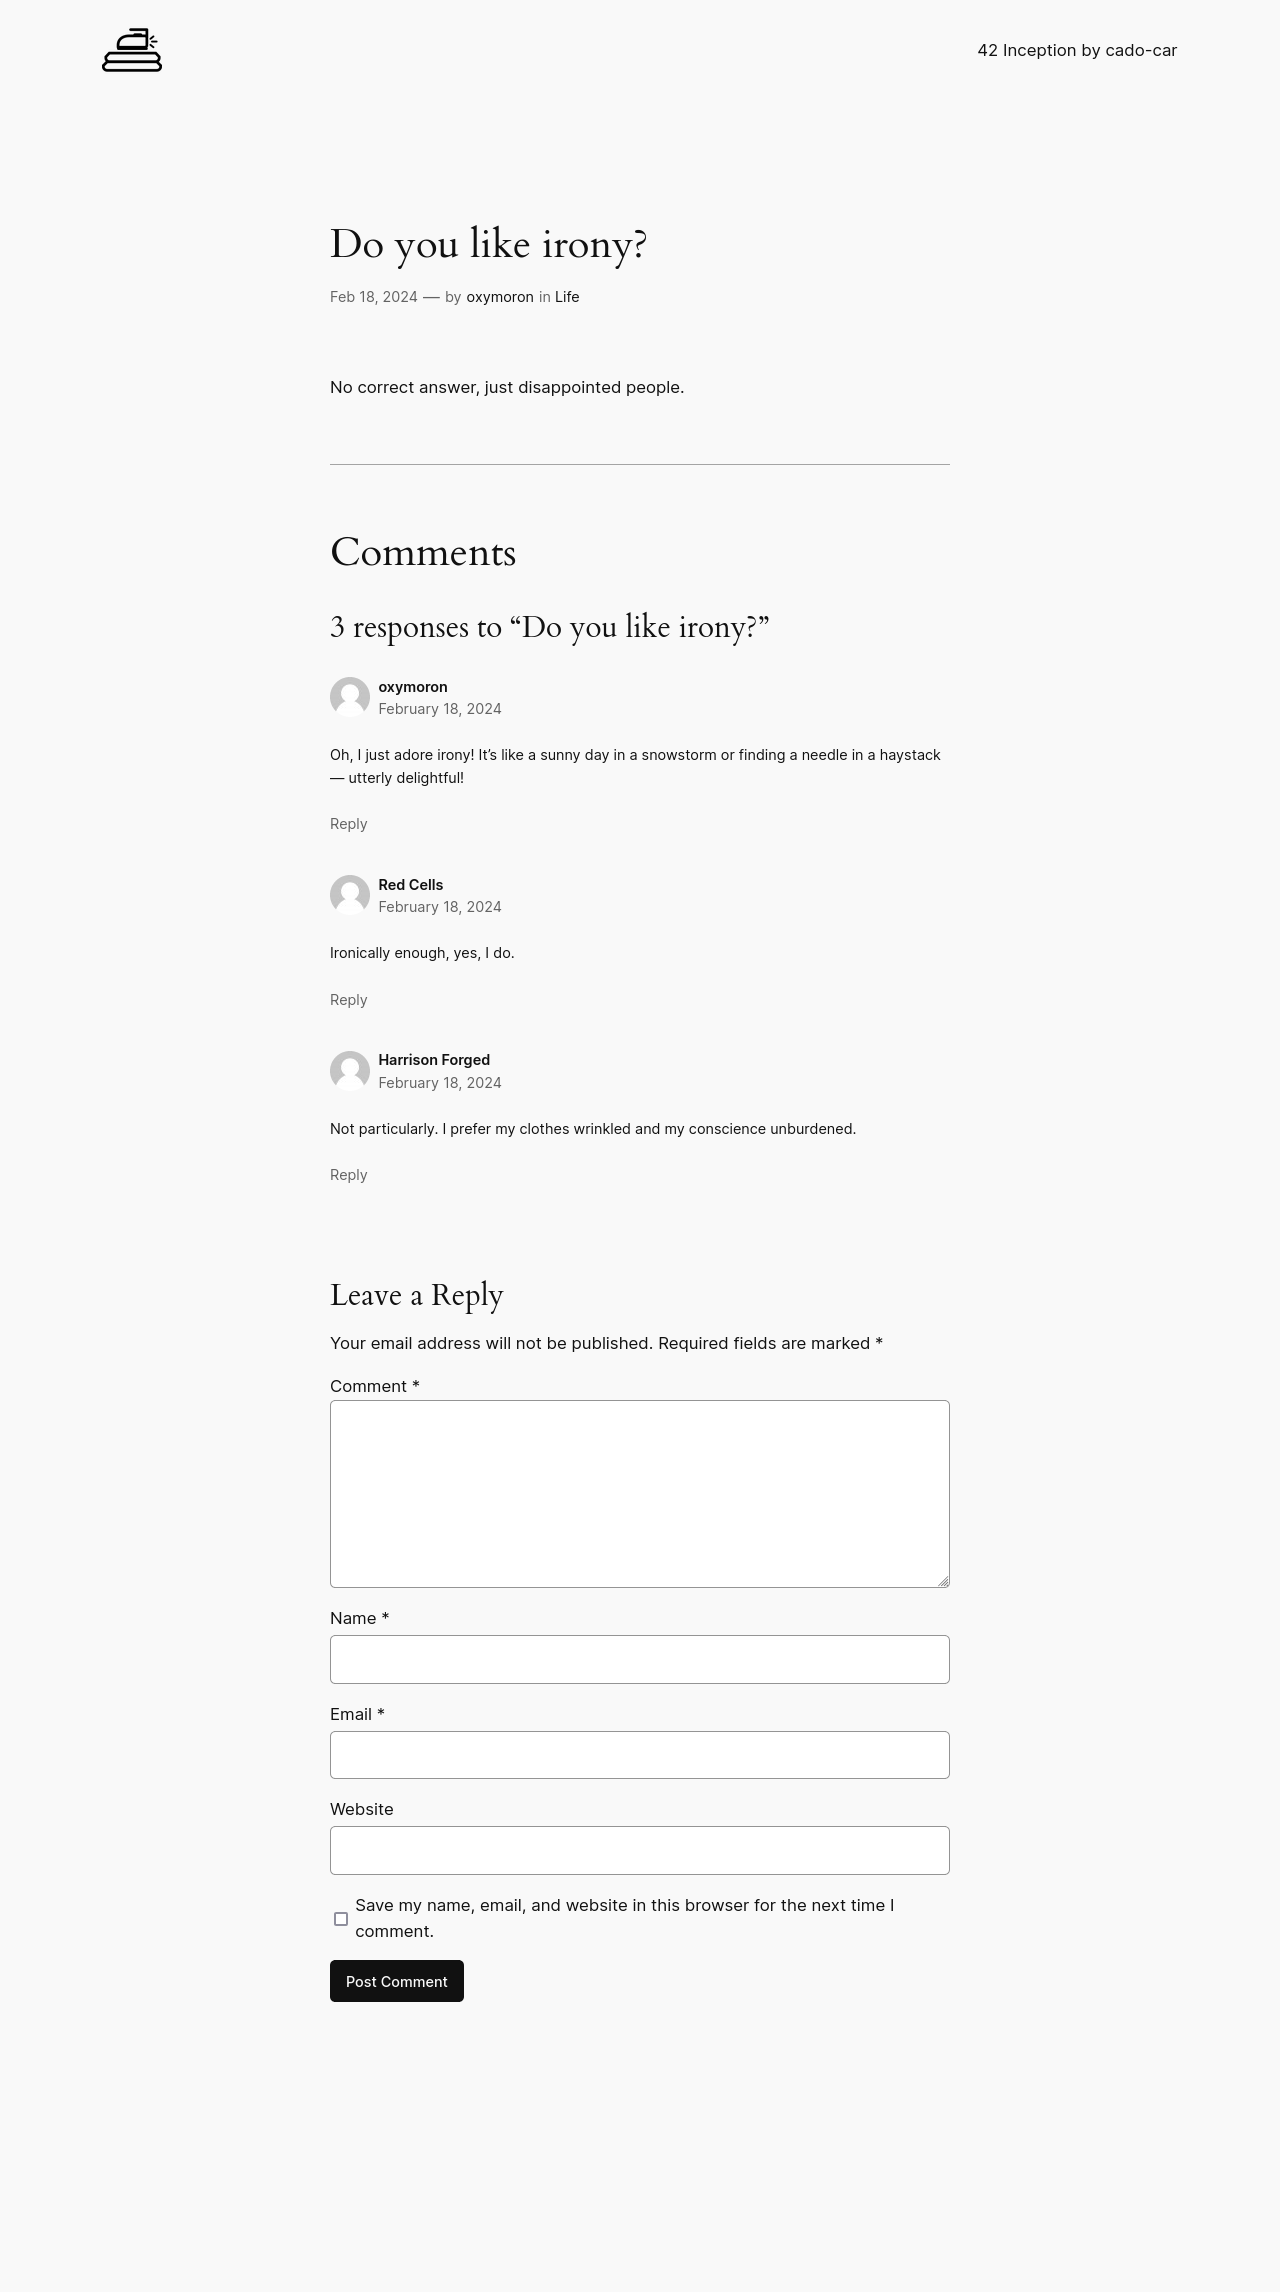 42 Inception by cado-car
Do you like irony?
Feb 18, 2024 — by oxymoron in Life
No correct answer, just disappointed people.
Comments
3 responses to “Do you like irony?”
oxymoron
February 18, 2024
Oh, I just adore irony! It’s like a sunny day in a snowstorm or finding a needle in a haystack
— utterly delightful!
Reply
Red Cells
February 18, 2024
Ironically enough, yes, I do.
Reply
Harrison Forged
February 18, 2024
Not particularly. I prefer my clothes wrinkled and my conscience unburdened.
Reply
Leave a Reply
Your email address will not be published. Required fields are marked *
Comment *
Name *
Email *
Website
Save my name, email, and website in this browser for the next time I
comment.
Post Comment